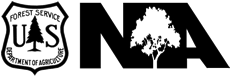 FOREST SERVICE
U S
DEPARTMENT OF AGRICULTURE
NA